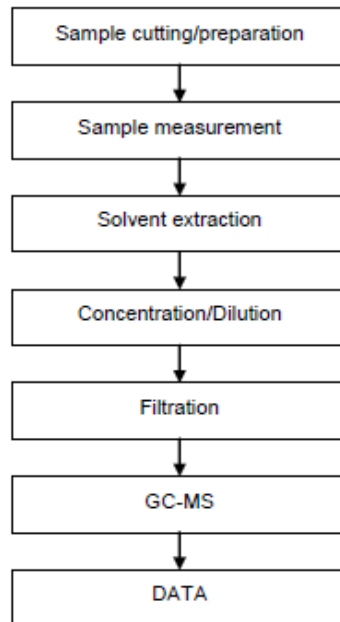 Sample cutting/preparation
Sample measurement
Solvent extraction
Concentration/Dilution
Filtration
GC-MS
DATA